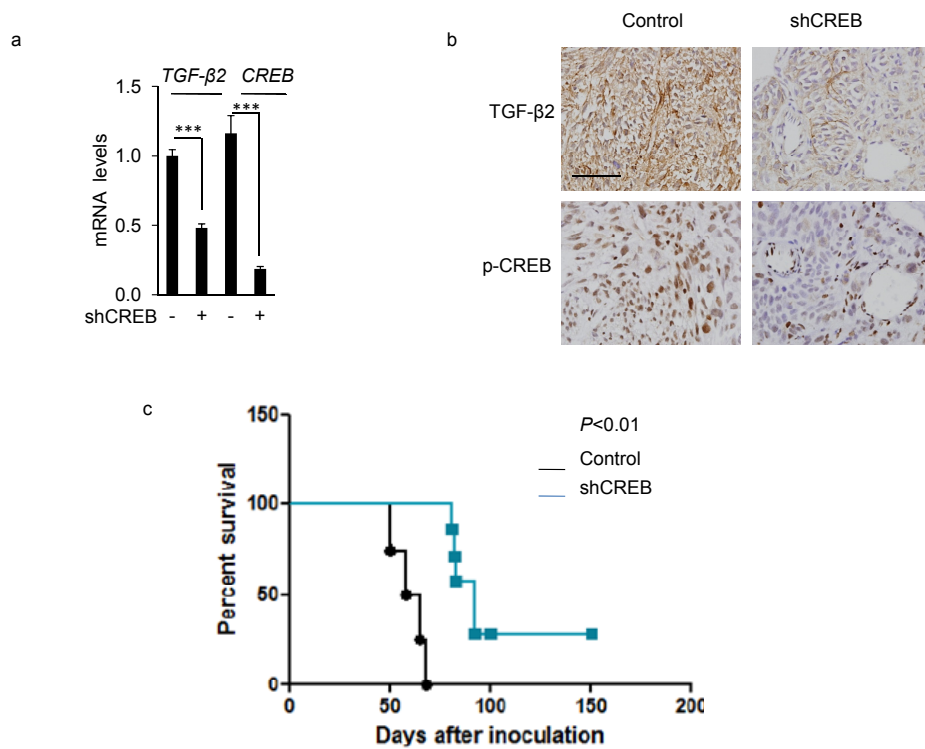 a
TGF-β2 CREB
1.5
*** ***
1.0
0.5
0.0
mRNA levels
shCREB - + - +
b
Control shCREB
TGF-β2
p-CREB
c
150
100
50
0
Percent survival
P<0.01
Control
shCREB
0 50 100 150 200
Days after inoculation